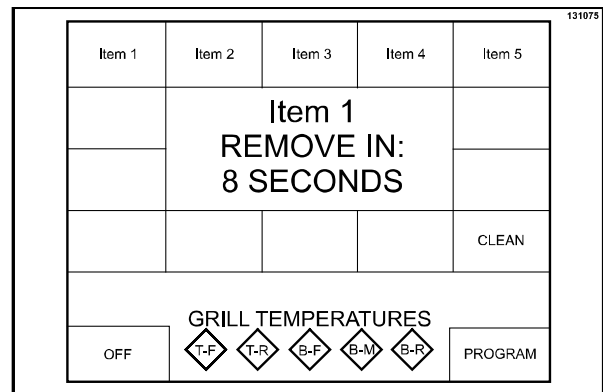 131075
Item 1 Item 2 Item 3 Item 4 Item 5
Item 1
REMOVE IN:
8 SECONDS
CLEAN
GRILL TEMPERATURES
OFF T-F T-R B-F B-M B-R PROGRAM